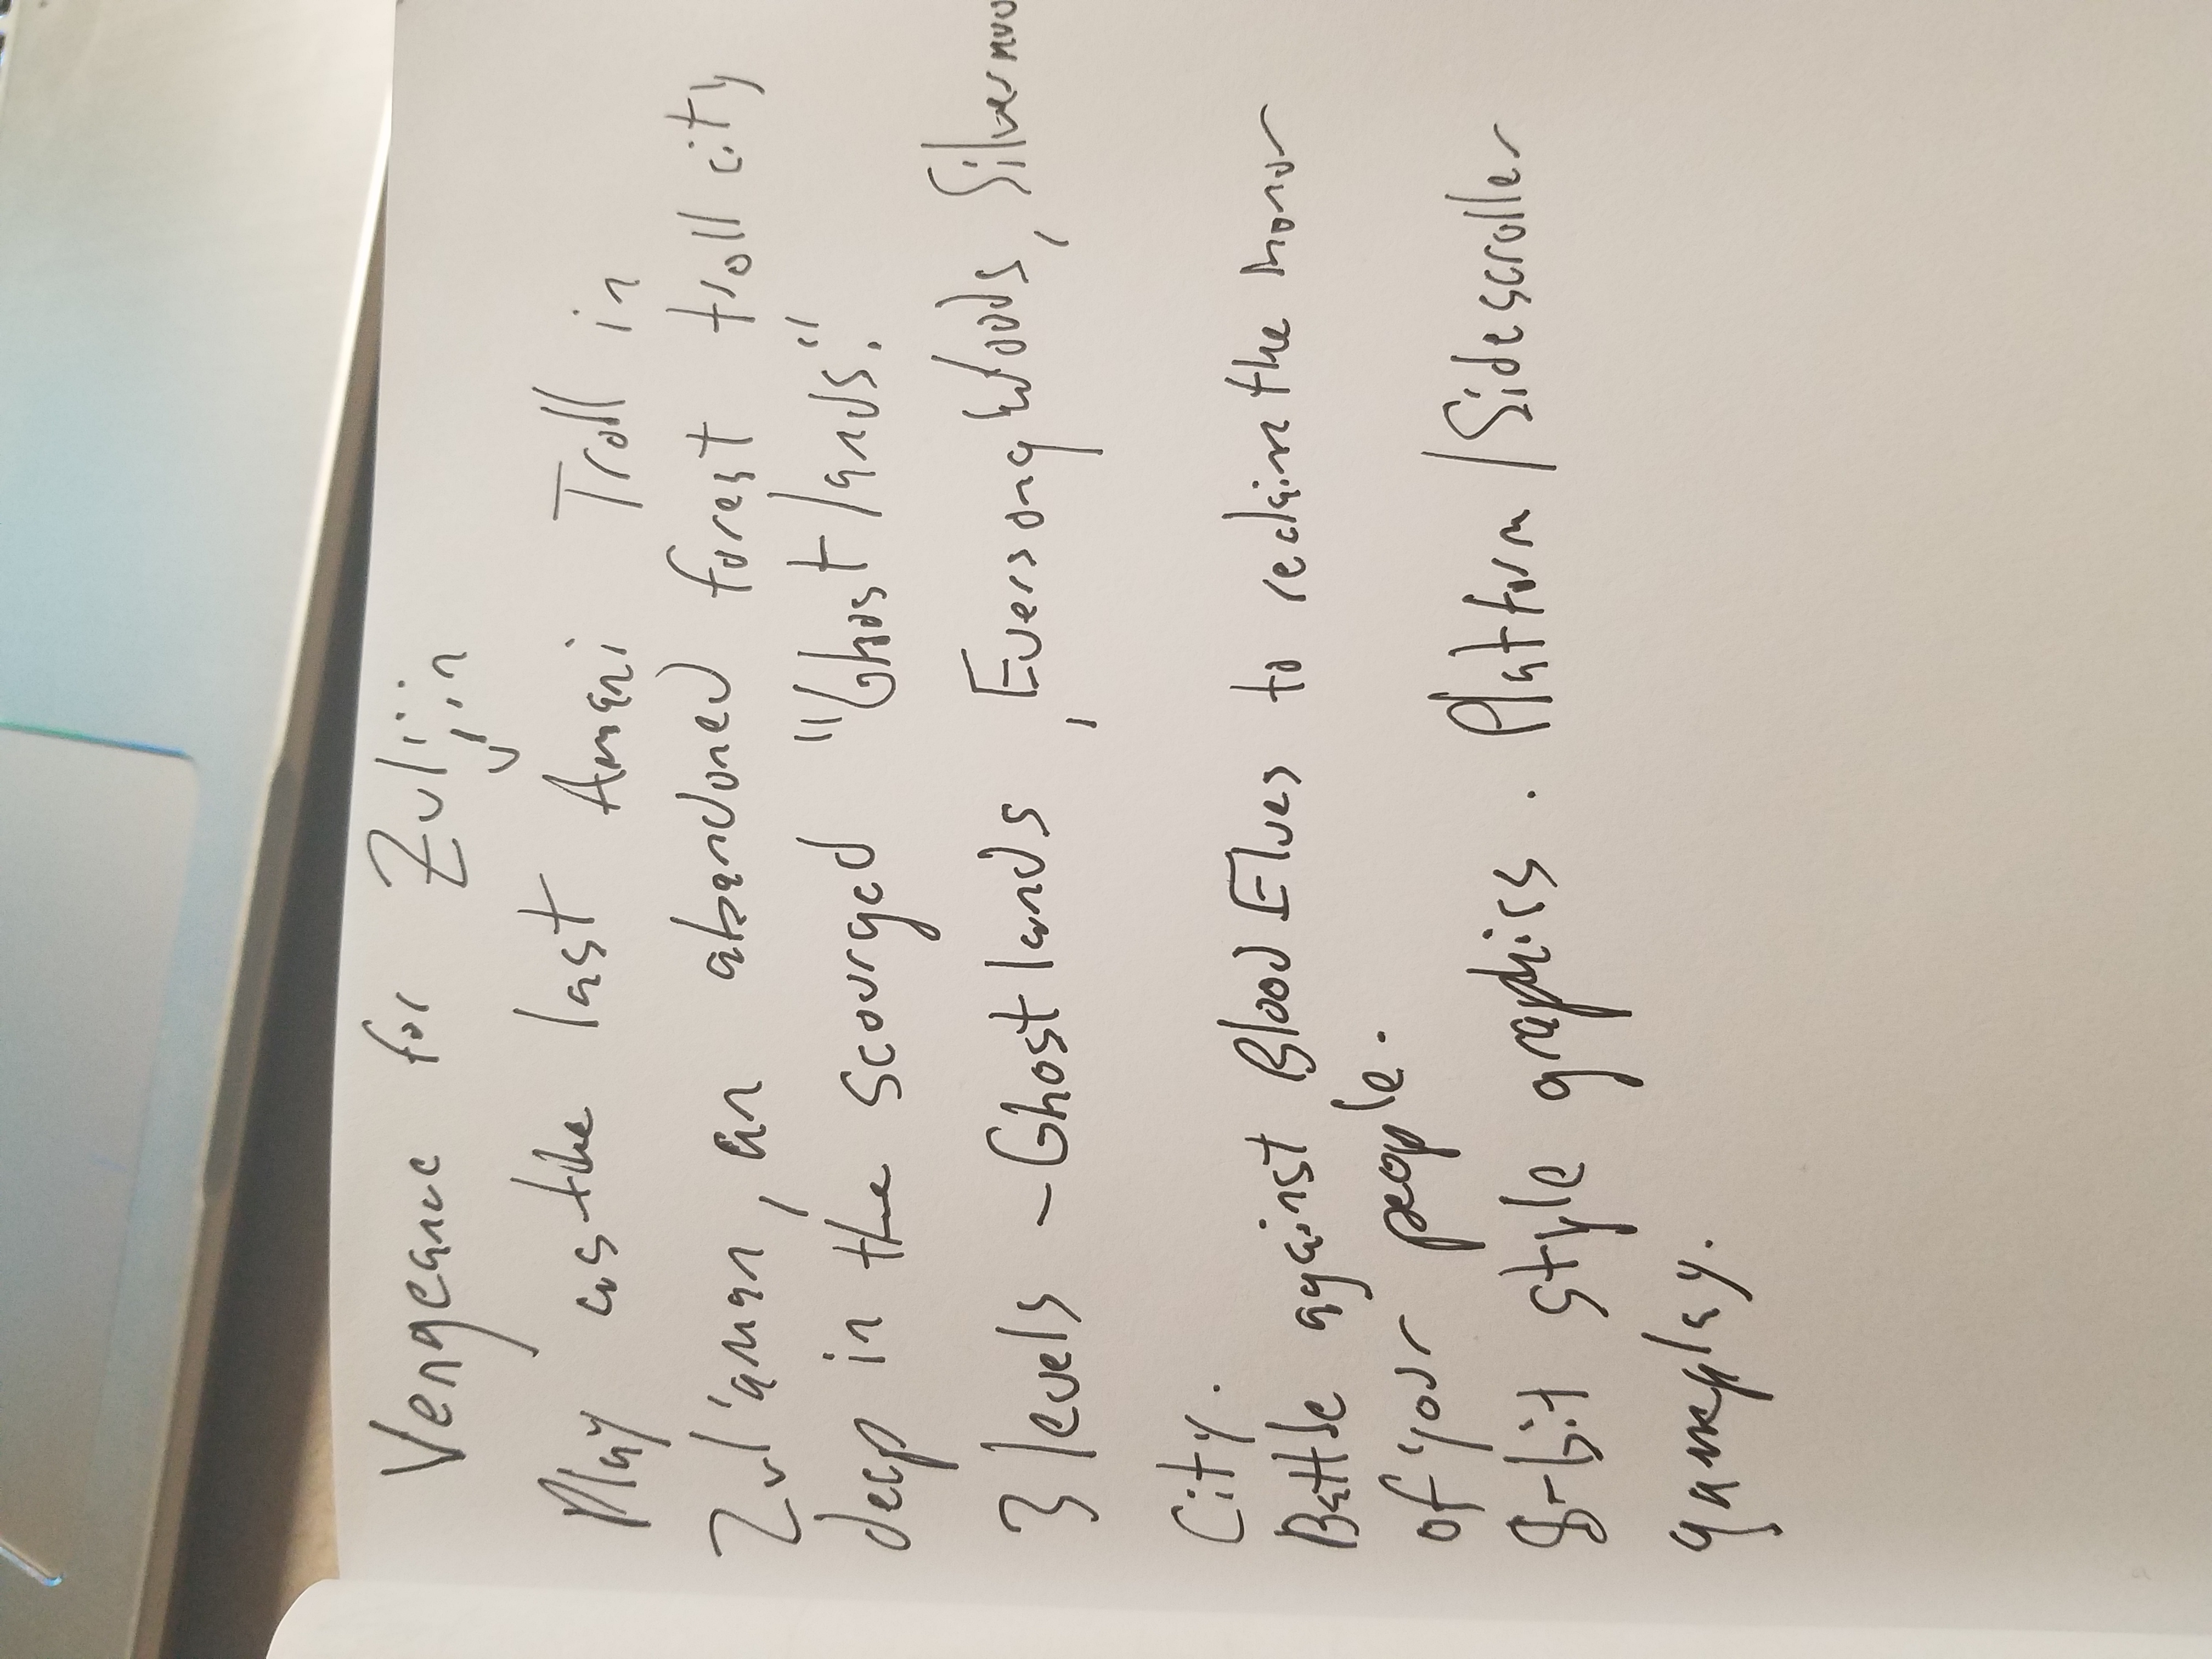 Vengeance for Zul'jin
Play as the last Amani Troll in
Zul'aman, an abandoned forest troll city
deep in the scourged "Ghostlands."
3 levels - Ghostlands, Eversong Woods, Silvermoo
City.
Battle against Blood Elves to reclaim the honor
of your people.
8-bit style graphics. Platform/Sidescroller
gameplay.